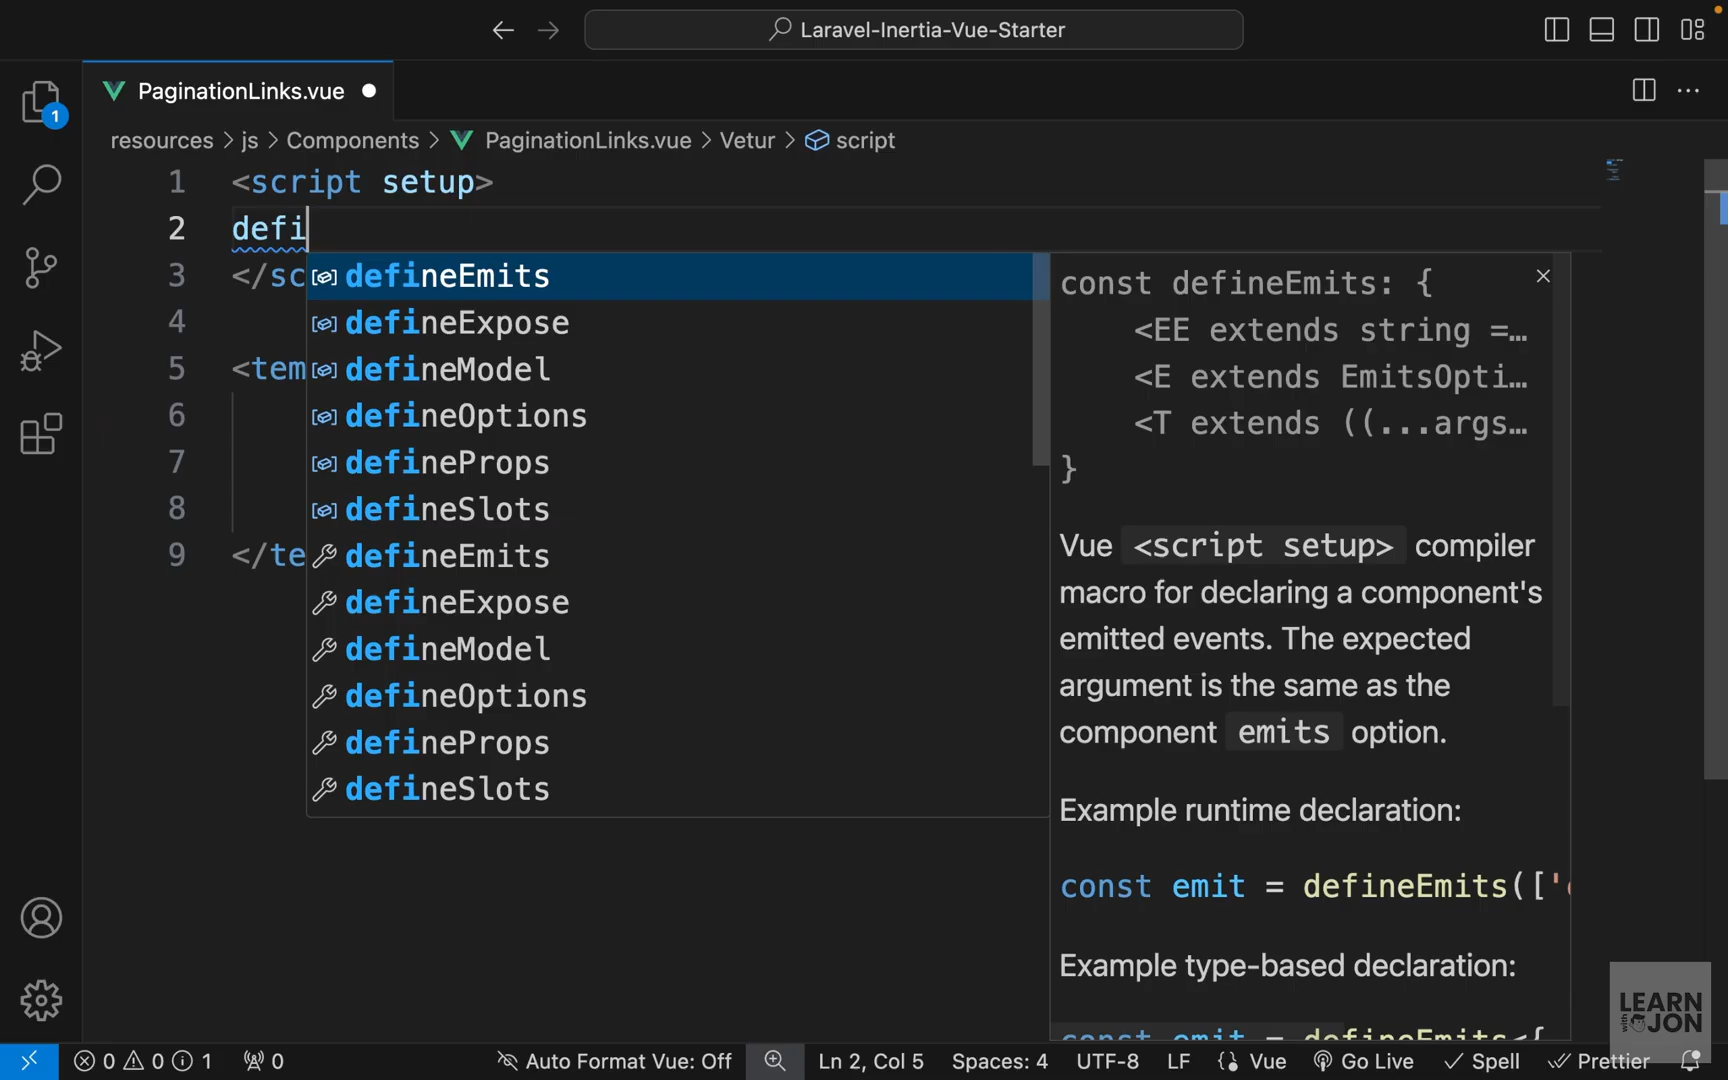 Laravel-Inertia-Vue-Starter
1
PaginationLinks.vue
resources > js > Components > PaginationLinks.vue > Vetur > script
1 <script setup>
2 defi
3 </sc
4
5 <tem
6
7
8
9 </te
defineEmits
defineExpose
defineModel
defineOptions
defineProps
defineSlots
defineEmits
defineExpose
defineModel
defineOptions
defineProps
defineSlots
const defineEmits: {
<EE extends string =…
<E extends EmitsOpti…
<T extends ((...args…
}
Vue <script setup> compiler
macro for declaring a component's
emitted events. The expected
argument is the same as the
component emits option.
Example runtime declaration:
const emit = defineEmits(['
Example type-based declaration:
const emit = defineEmits<{
LEARN
with JON
0 0 1 0 Auto Format Vue: Off Ln 2, Col 5 Spaces: 4 UTF-8 LF Vue Go Live Spell Prettier